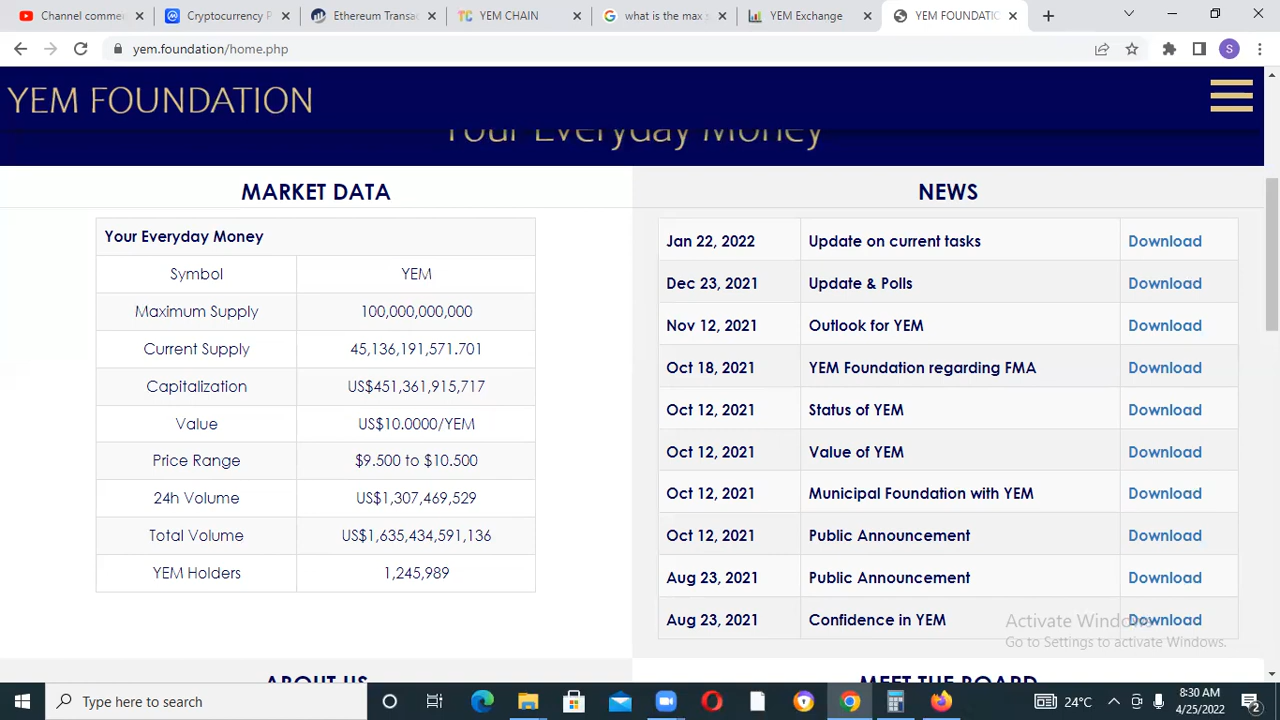 Channel comme
Cryptocurrency P
Ethereum Transac
YEM CHAIN
what is the max s
YEM Exchange
YEM FOUNDATIO
yem.foundation/home.php
S
YEM FOUNDATION
Your Everyday Money
MARKET DATA
Your Everyday Money
Symbol YEM
Maximum Supply 100,000,000,000
Current Supply 45,136,191,571.701
Capitalization US$451,361,915,717
Value US$10.0000/YEM
Price Range $9.500 to $10.500
24h Volume US$1,307,469,529
Total Volume US$1,635,434,591,136
YEM Holders 1,245,989
NEWS
Jan 22, 2022 Update on current tasks Download
Dec 23, 2021 Update & Polls Download
Nov 12, 2021 Outlook for YEM Download
Oct 18, 2021 YEM Foundation regarding FMA Download
Oct 12, 2021 Status of YEM Download
Oct 12, 2021 Value of YEM Download
Oct 12, 2021 Municipal Foundation with YEM Download
Oct 12, 2021 Public Announcement Download
Aug 23, 2021 Public Announcement Download
Aug 23, 2021 Confidence in YEM Download
Activate Windows
Go to Settings to activate Windows.
ABOUT US
MEET THE BOARD
Type here to search
24°C
8:30 AM
4/25/2022
2